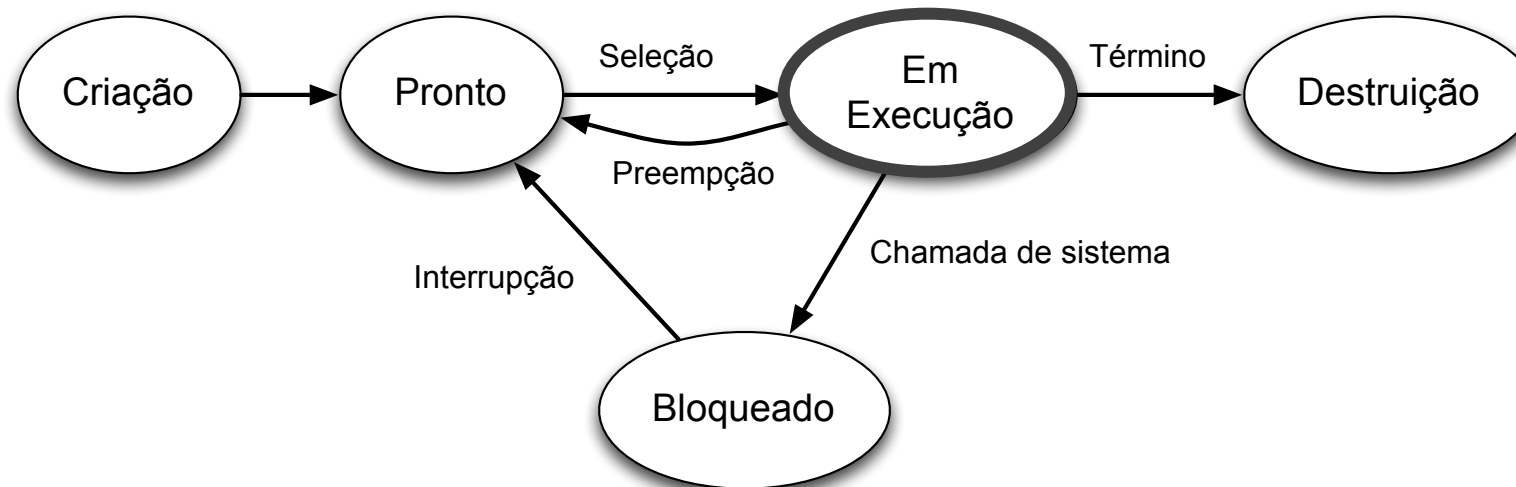 Criação
Pronto
Seleção
Em
Execução
Término
Destruição
Preempção
Interrupção
Chamada de sistema
Bloqueado